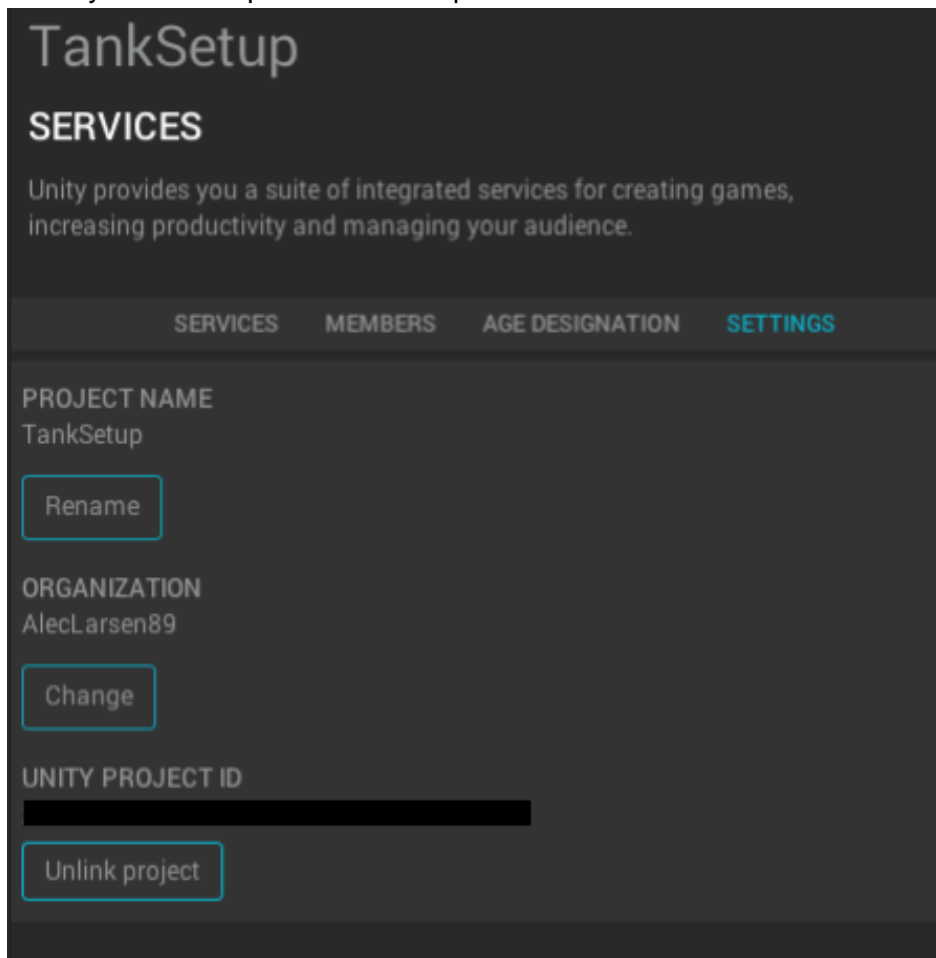 TankSetup
SERVICES
Unity provides you a suite of integrated services for creating games,
increasing productivity and managing your audience.
SERVICES MEMBERS AGE DESIGNATION SETTINGS
PROJECT NAME
TankSetup
Rename
ORGANIZATION
AlecLarsen89
Change
UNITY PROJECT ID
Unlink project